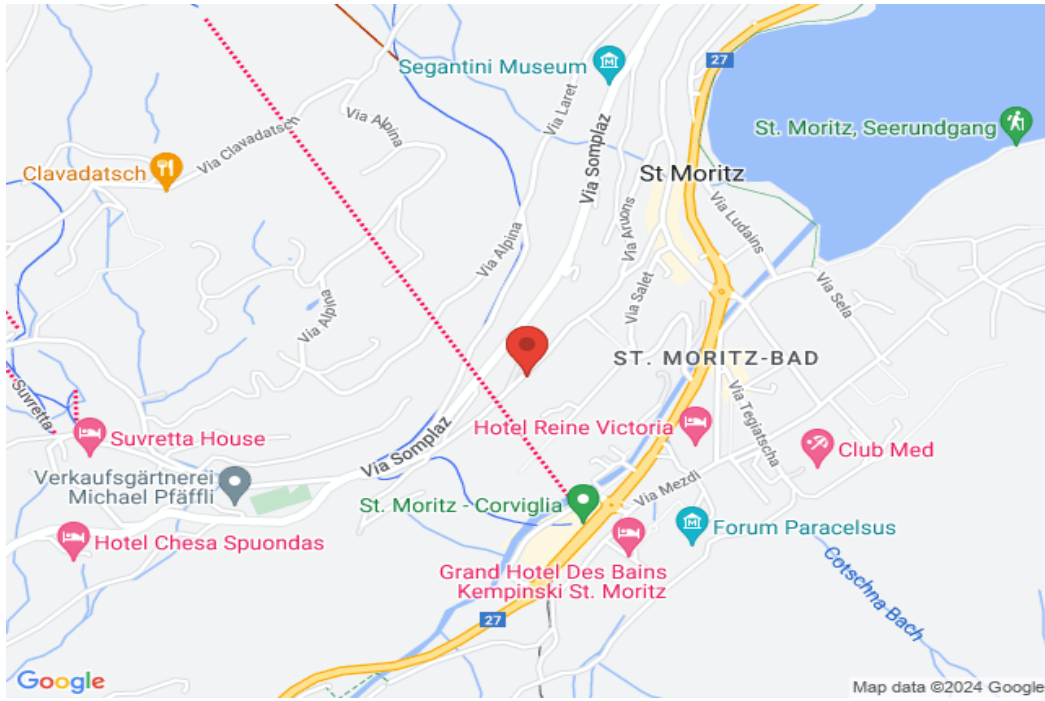 27
Segantini Museum
Via Laret
Via Alpina
Via Clavadatsch
Via Somplaz
St. Moritz, Seerundgang
Clavadatsch
St Moritz
Via Aruons
Via Ludains
Via Alpina
Via Salet
Via Sela
Via Alpina
Via Alpina
ST. MORITZ-BAD
Suvretta
Via Tegiatscha
Suvretta House
Hotel Reine Victoria
Club Med
Via Somplaz
Verkaufsgärtnerei
Michael Pfäffli
Via Mezdi
St. Moritz - Corviglia
Forum Paracelsus
Hotel Chesa Spuondas
Grand Hotel Des Bains
Kempinski St. Moritz
Cotschna Bach
27
Google
Map data ©2024 Google